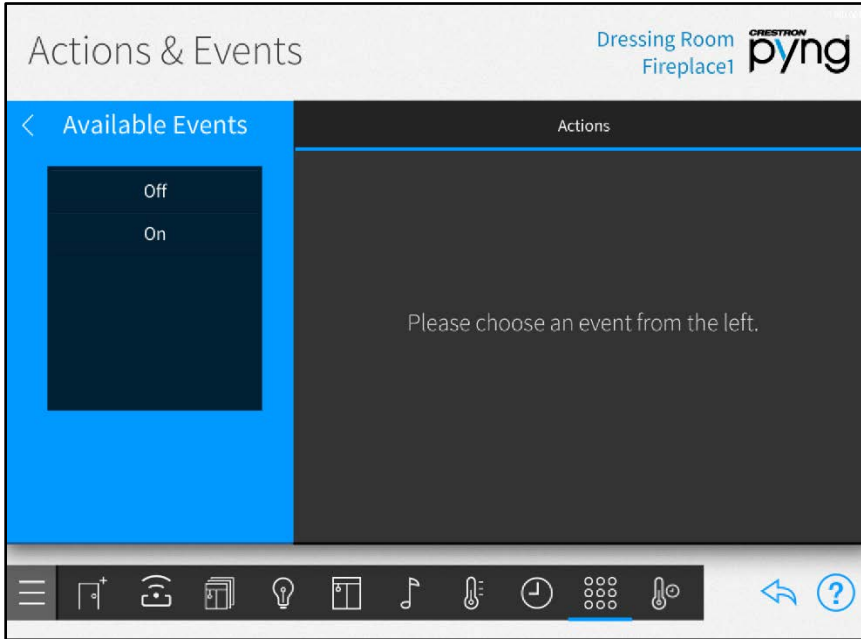 Actions & Events
Dressing Room
Fireplace1
CRESTRON
pyng
Available Events
Actions
Off
On
Please choose an event from the left.
?